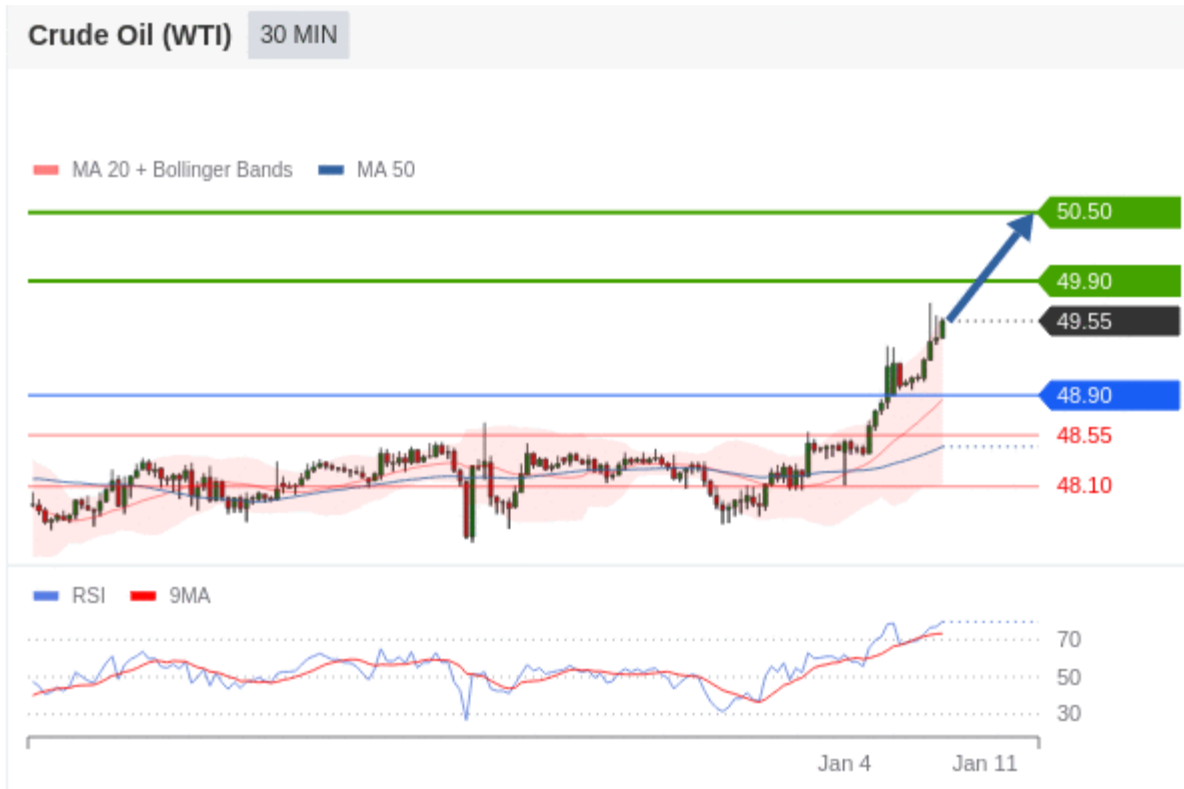 Crude Oil (WTI) 30 MIN
MA 20 + Bollinger Bands MA 50
50.50
49.90
49.55
48.90
48.55
48.10
RSI 9MA
70
50
30
Jan 4 Jan 11